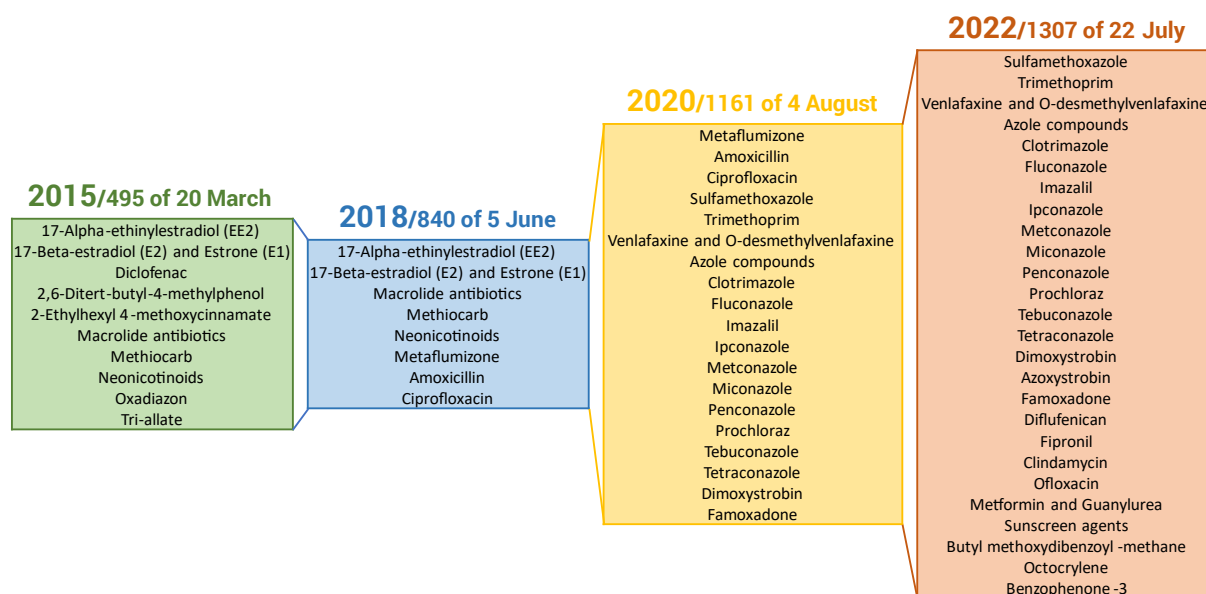 2015/495 of 20 March
17-Alpha-ethinylestradiol (EE2)
17-Beta-estradiol (E2) and Estrone (E1)
Diclofenac
2,6-Ditert-butyl-4-methylphenol
2-Ethylhexyl 4-methoxycinnamate
Macrolide antibiotics
Methiocarb
Neonicotinoids
Oxadiazon
Tri-allate
2018/840 of 5 June
17-Alpha-ethinylestradiol (EE2)
17-Beta-estradiol (E2) and Estrone (E1)
Macrolide antibiotics
Methiocarb
Neonicotinoids
Metaflumizone
Amoxicillin
Ciprofloxacin
2020/1161 of 4 August
Metaflumizone
Amoxicillin
Ciprofloxacin
Sulfamethoxazole
Trimethoprim
Venlafaxine and O-desmethylvenlafaxine
Azole compounds
Clotrimazole
Fluconazole
Imazalil
Ipconazole
Metconazole
Miconazole
Penconazole
Prochloraz
Tebuconazole
Tetraconazole
Dimoxystrobin
Famoxadone
2022/1307 of 22 July
Sulfamethoxazole
Trimethoprim
Venlafaxine and O-desmethylvenlafaxine
Azole compounds
Clotrimazole
Fluconazole
Imazalil
Ipconazole
Metconazole
Miconazole
Penconazole
Prochloraz
Tebuconazole
Tetraconazole
Dimoxystrobin
Azoxystrobin
Famoxadone
Diflufenican
Fipronil
Clindamycin
Ofloxacin
Metformin and Guanylurea
Sunscreen agents
Butyl methoxydibenzoyl -methane
Octocrylene
Benzophenone -3